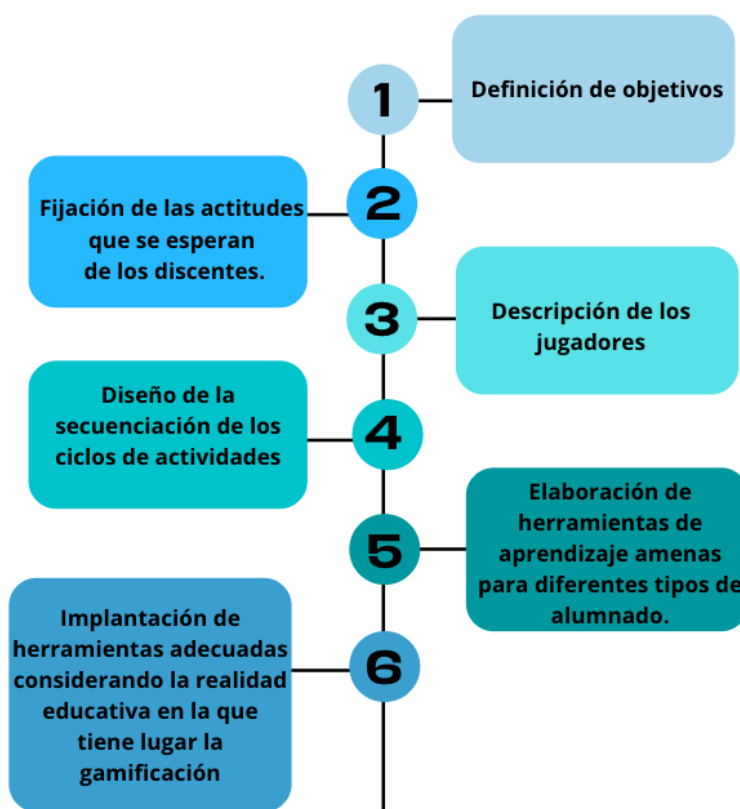 1
Definición de objetivos
2
Fijación de las actitudes
que se esperan
de los discentes.
3
Descripción de los
jugadores
4
Diseño de la
secuenciación de los
ciclos de actividades
5
Elaboración de
herramientas de
aprendizaje amenas
para diferentes tipos de
alumnado.
6
Implantación de
herramientas adecuadas
considerando la realidad
educativa en la que
tiene lugar la
gamificación